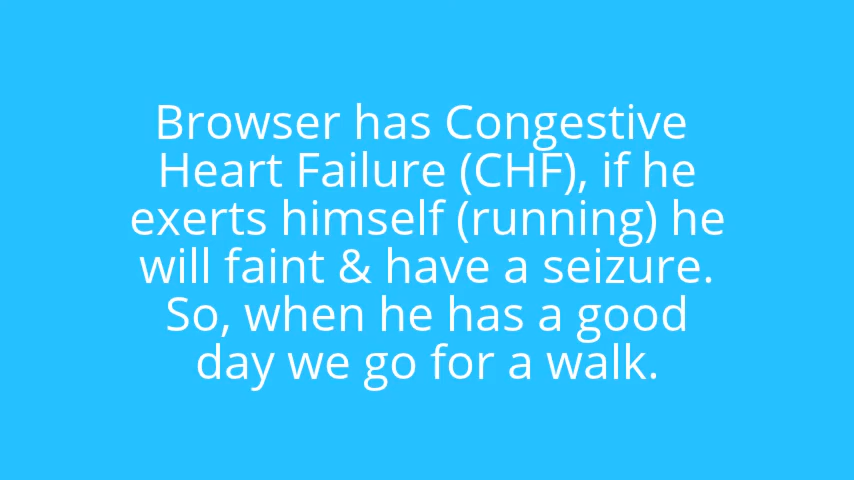 Browser has Congestive
Heart Failure (CHF), if he
exerts himself (running) he
will faint & have a seizure.
So, when he has a good
day we go for a walk.